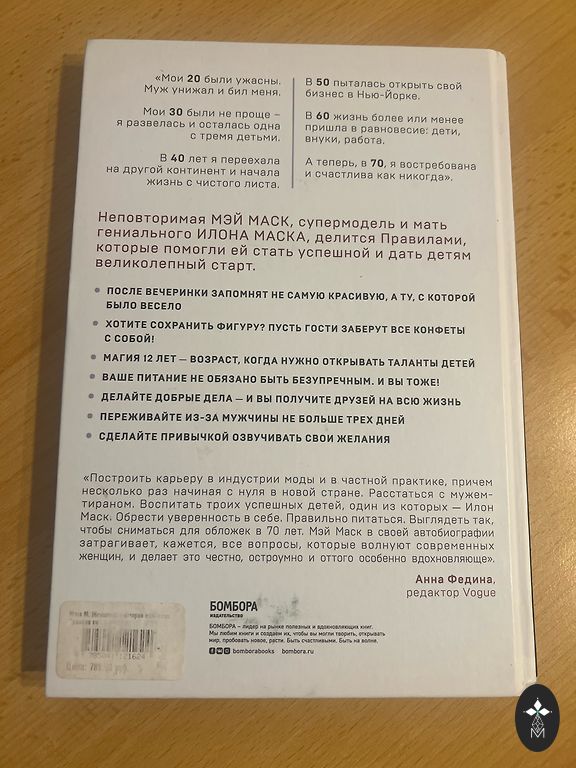 «Мои 20 были ужасны.
Муж унижал и бил меня.
Мои 30 были не проще –
я развелась и осталась одна
с тремя детьми.
В 40 лет я переехала
на другой континент и начала
жизнь с чистого листа.
В 50 пыталась открыть свой
бизнес в Нью-Йорке.
В 60 жизнь более или менее
пришла в равновесие: дети,
внуки, работа.
А теперь, в 70, я востребована
и счастлива как никогда».
Неповторимая МЭЙ МАСК, супермодель и мать
гениального ИЛОНА МАСКА, делится Правилами,
которые помогли ей стать успешной и дать детям
великолепный старт.
• ПОСЛЕ ВЕЧЕРИНКИ ЗАПОМНЯТ НЕ САМУЮ КРАСИВУЮ, А ТУ, С КОТОРОЙ
БЫЛО ВЕСЕЛО
• ХОТИТЕ СОХРАНИТЬ ФИГУРУ? ПУСТЬ ГОСТИ ЗАБЕРУТ ВСЕ КОНФЕТЫ
С СОБОЙ!
• МАГИЯ 12 ЛЕТ — ВОЗРАСТ, КОГДА НУЖНО ОТКРЫВАТЬ ТАЛАНТЫ ДЕТЕЙ
• ВАШЕ ПИТАНИЕ НЕ ОБЯЗАНО БЫТЬ БЕЗУПРЕЧНЫМ. И ВЫ ТОЖЕ!
• ДЕЛАЙТЕ ДОБРЫЕ ДЕЛА — И ВЫ ПОЛУЧИТЕ ДРУЗЕЙ НА ВСЮ ЖИЗНЬ
• ПЕРЕЖИВАЙТЕ ИЗ-ЗА МУЖЧИНЫ НЕ БОЛЬШЕ ТРЕХ ДНЕЙ
• СДЕЛАЙТЕ ПРИВЫЧКОЙ ОЗВУЧИВАТЬ СВОИ ЖЕЛАНИЯ
«Построить карьеру в индустрии моды и в частной практике, причем
несколько раз начиная с нуля в новой стране. Расстаться с мужем-
тираном. Воспитать троих успешных детей, один из которых — Илон
Маск. Обрести уверенность в себе. Правильно питаться. Выглядеть так,
чтобы сниматься для обложек в 70 лет. Мэй Маск в своей автобиографии
затрагивает, кажется, все вопросы, которые волнуют современных
женщин, и делает это честно, остроумно и оттого особенно вдохновляюще».
Анна Федина,
редактор Vogue
БОМБОРА
ИЗДАТЕЛЬСТВО
БОМБОРА – лидер на рынке полезных и вдохновляющих книг.
Мы любим книги и создаем их, чтобы вы могли творить, открывать
мир, пробовать новое, расти. Быть счастливыми. Быть на волне.
bomborabooks bombora.ru
Маск М.
Цена:
M